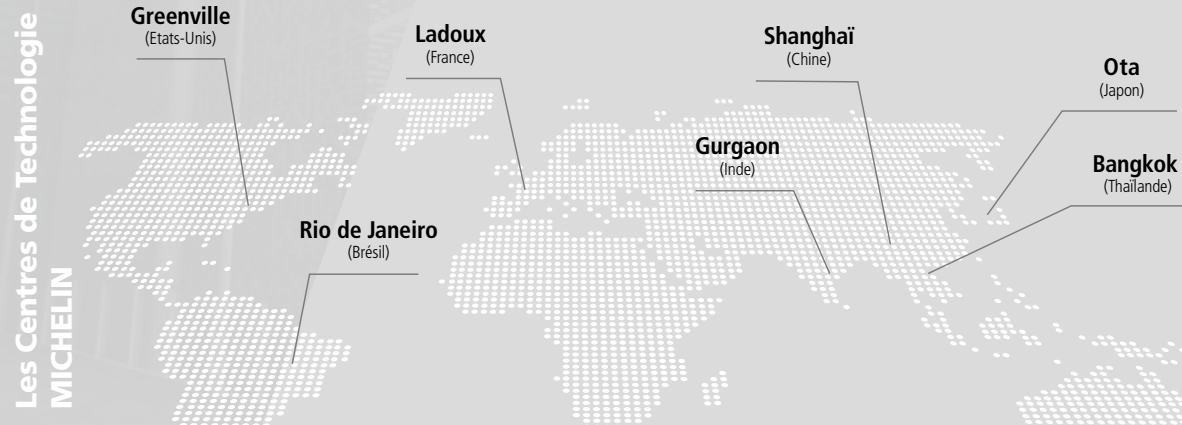 Les Centres de Technologie
MICHELIN
Greenville
(Etats-Unis)
Ladoux
(France)
Shanghaï
(Chine)
Ota
(Japon)
Gurgaon
(Inde)
Bangkok
(Thaïlande)
Rio de Janeiro
(Brésil)